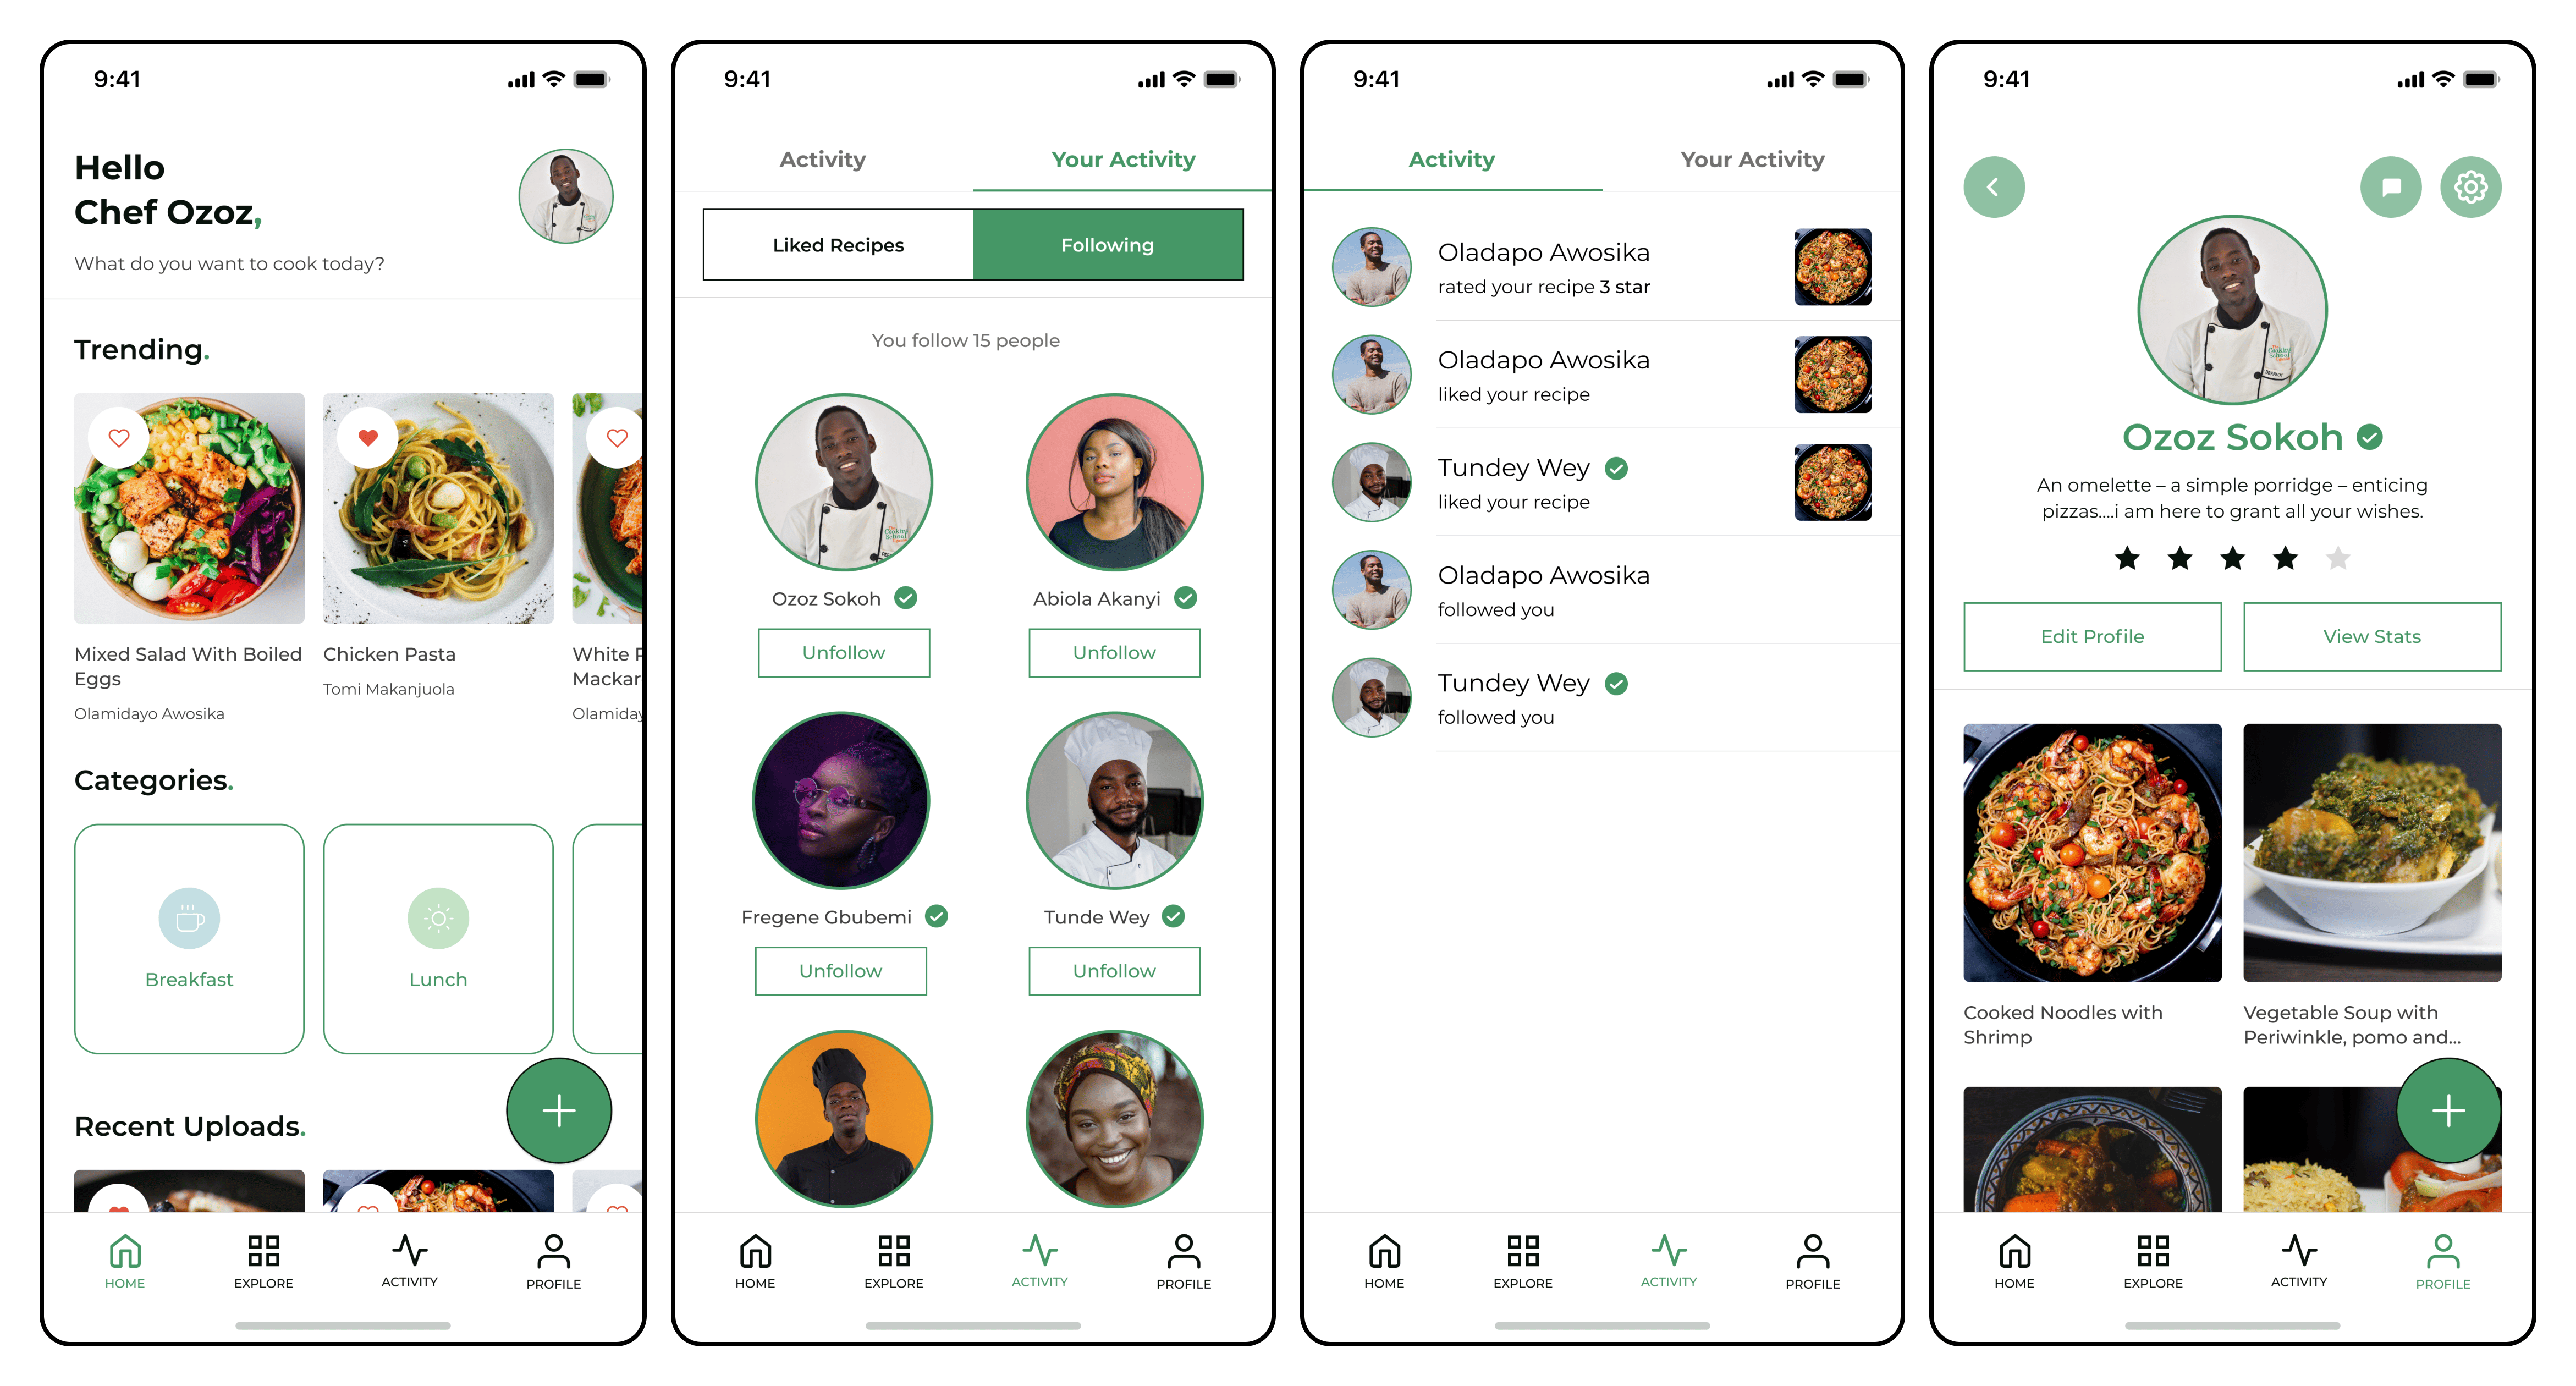 9:41
Hello
Chef Ozoz,
What do you want to cook today?
Trending.
Mixed Salad With Boiled
Eggs
Olamidayo Awosika
Chicken Pasta
Tomi Makanjuola
White
Categories.
Breakfast
Lunch
Recent Uploads.
HOME
EXPLORE
ACTIVITY
PROFILE
9:41
Activity
Your Activity
Liked Recipes
Following
You follow 15 people
Ozoz Sokoh
Abiola Akanyi
Unfollow
Unfollow
Fregene Gbubemi
Tunde Wey
Unfollow
Unfollow
HOME
EXPLORE
ACTIVITY
PROFILE
9:41
Activity
Your Activity
Oladapo Awosika
rated your recipe 3 star
Oladapo Awosika
liked your recipe
Tundey Wey
liked your recipe
Oladapo Awosika
followed you
Tundey Wey
followed you
HOME
EXPLORE
ACTIVITY
PROFILE
9:41
Cooking
School
Ozoz Sokoh
An omelette – a simple porridge – enticing
pizzas....i am here to grant all your wishes.
Edit Profile
View Stats
Cooked Noodles with
Shrimp
Vegetable Soup with
Periwinkle, pomo and...
HOME
EXPLORE
ACTIVITY
PROFILE